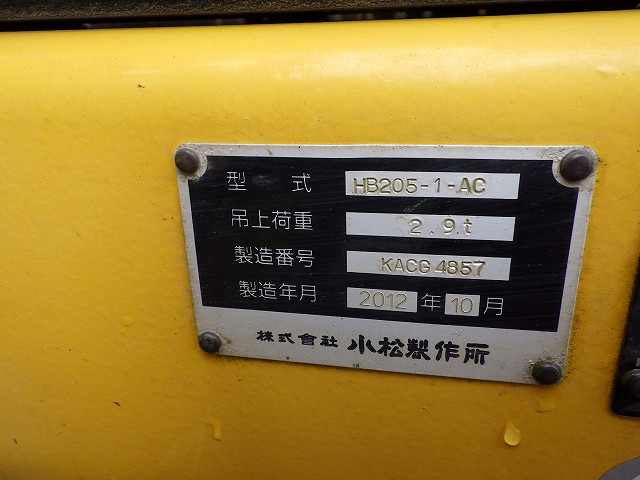 型 式 HB205-1-AC
吊上荷重 2.9.t
製造番号 KACG 4857
製造年月 2012 年 10 月
株式會社 小松製作所